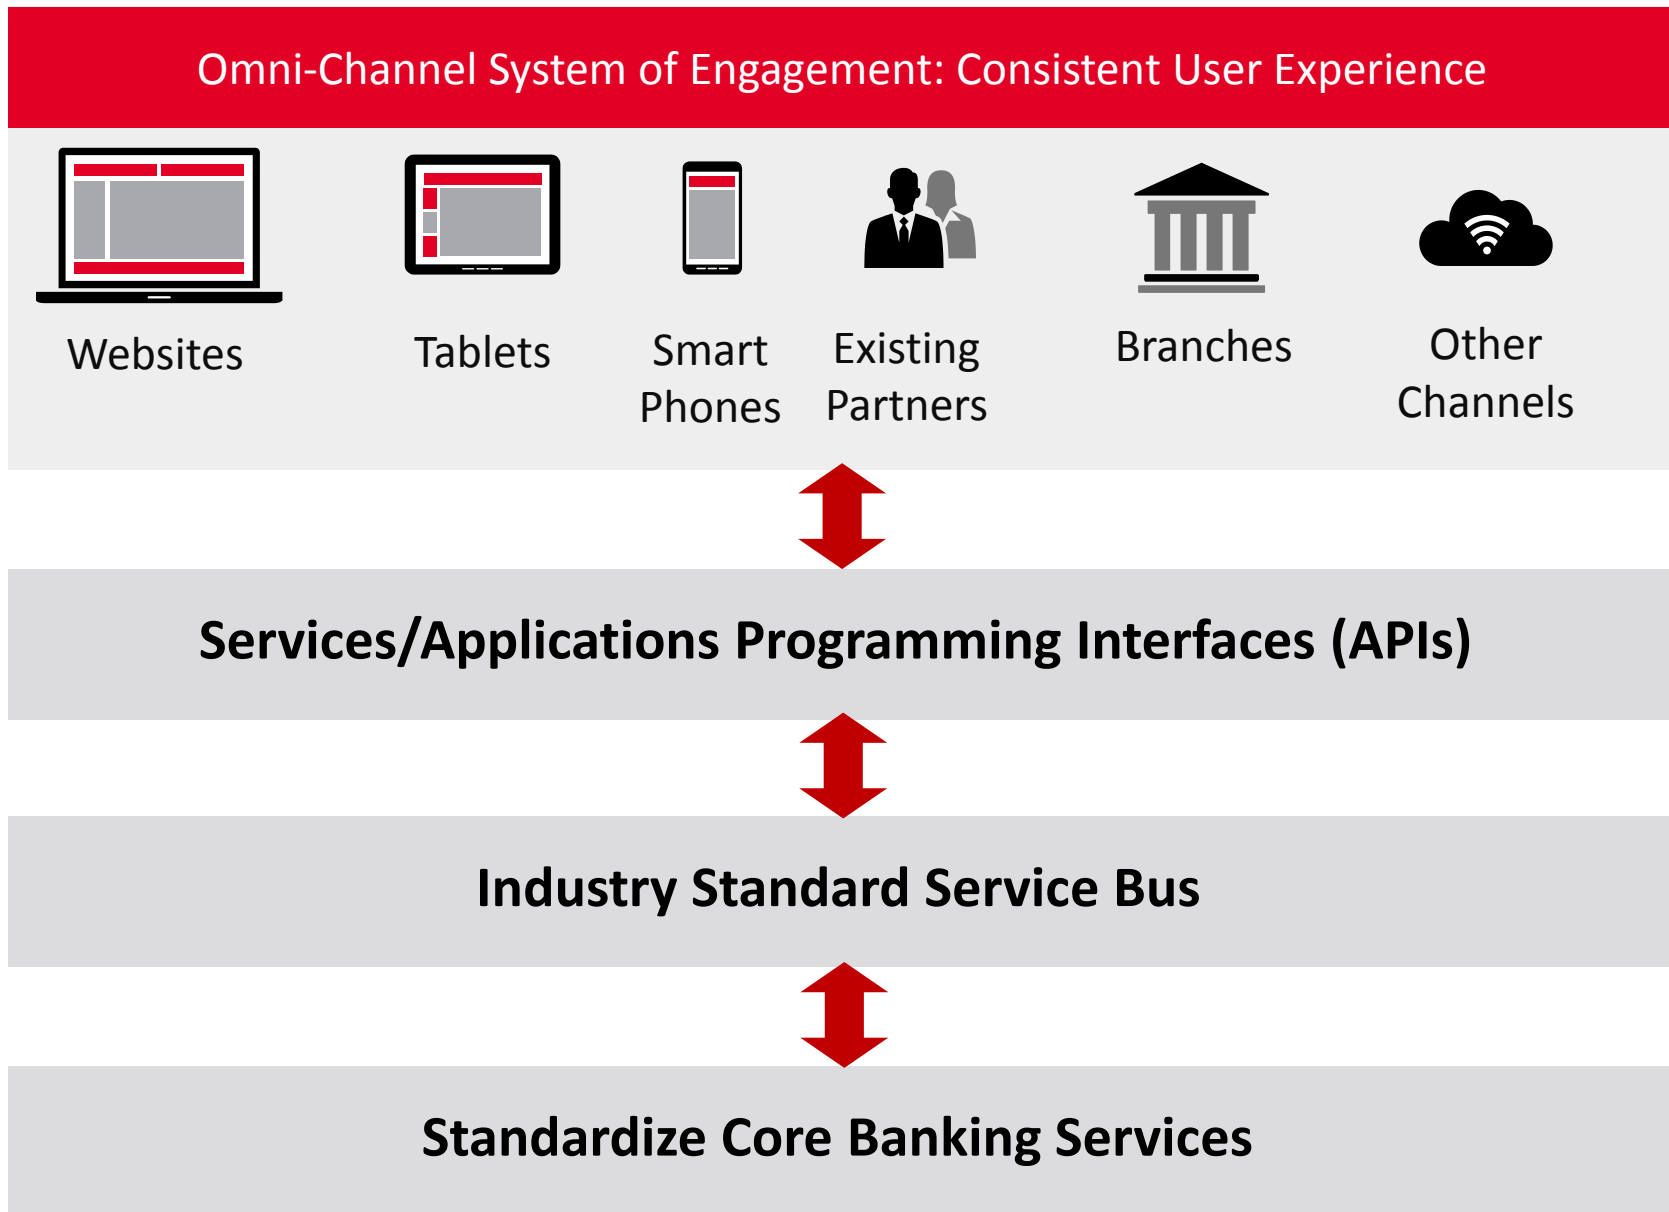 Omni-Channel System of Engagement: Consistent User Experience
Websites
Tablets
Smart
Phones
Existing
Partners
Branches
Other
Channels
Services/Applications Programming Interfaces (APIs)
Industry Standard Service Bus
Standardize Core Banking Services